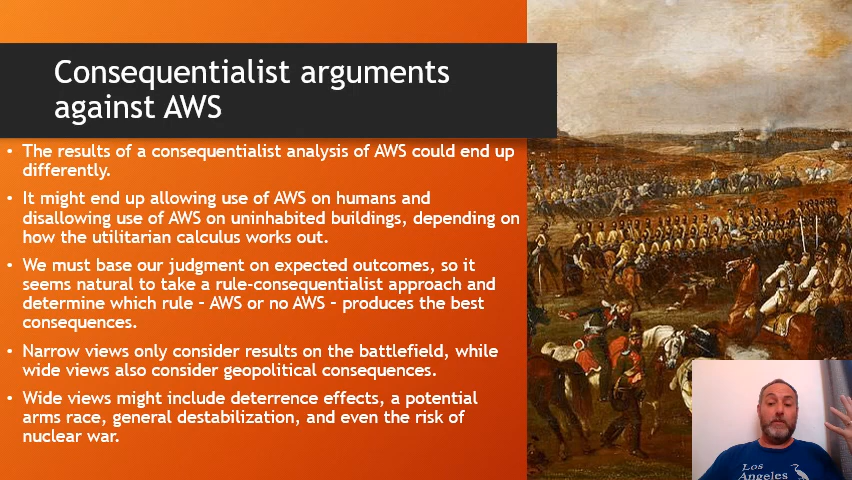 Consequentialist arguments
against AWS
• The results of a consequentialist analysis of AWS could end up
differently.
• It might end up allowing use of AWS on humans and
disallowing use of AWS on uninhabited buildings, depending on
how the utilitarian calculus works out.
• We must base our judgment on expected outcomes, so it
seems natural to take a rule-consequentialist approach and
determine which rule – AWS or no AWS – produces the best
consequences.
• Narrow views only consider results on the battlefield, while
wide views also consider geopolitical consequences.
• Wide views might include deterrence effects, a potential
arms race, general destabilization, and even the risk of
nuclear war.
Los
Angeles